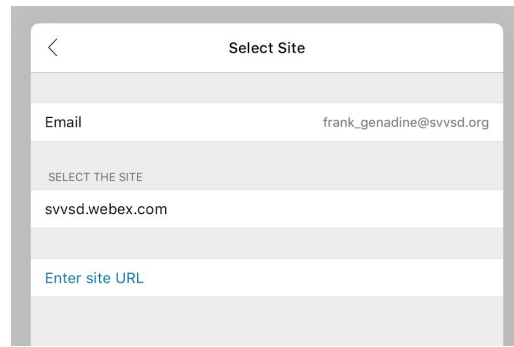 Select Site
Email frank_genadine@svvsd.org
SELECT THE SITE
svvsd.webex.com
Enter site URL